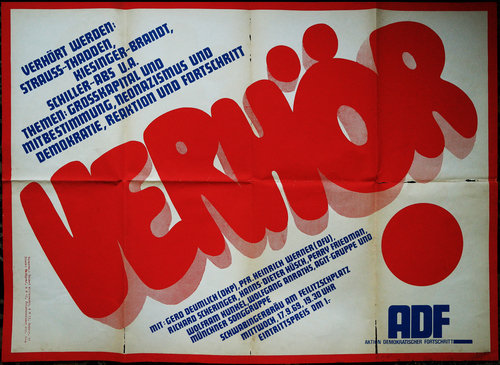 VERHÖRT WERDEN:
STRAUSS-THADDEN,
KIESINGER-BRANDT,
SCHILLER-ABS U.A.
THEMEN: GROSSKAPITAL UND
MITBESTIMMUNG, NEONAZISMUS UND
DEMOKRATIE, REAKTION UND FORTSCHRITT
VERHÖR
MIT: GERD DEUMLICH (DKP), PFR. HEINRICH WERNER (DFU),
RICHARD SCHERINGER, HANNS-DIETER HÜSCH, PERRY FRIEDMAN,
WOLFRAM KUNKEL, WOLFGANG ANRATHS, AGIT-GRUPPE UND
MÜNCHNER SONGGRUPPE
SCHWABINGERBRÄU AM FEILITZSCHPLATZ
MITTWOCH, 17.9.69, 19.30 UHR
EINTRITTSPREIS DM 1.-
ADF
AKTION DEMOKRATISCHER FORTSCHRITT